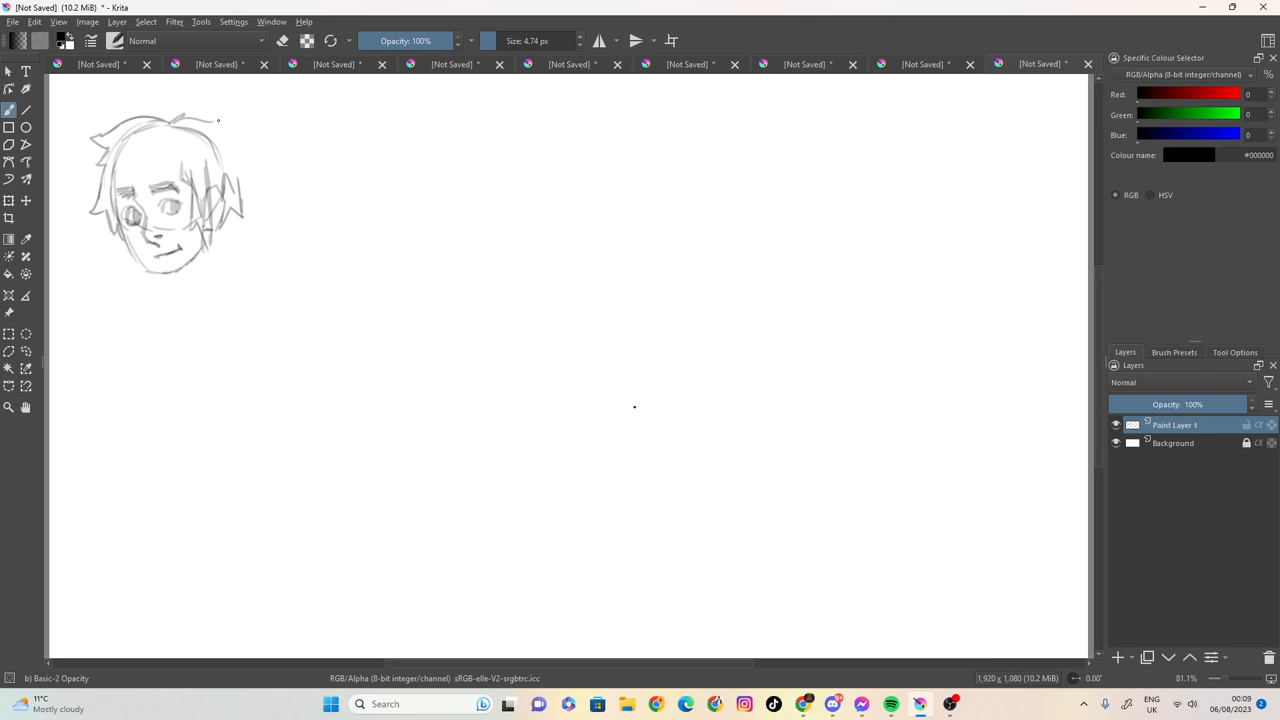 [Not Saved] (10.2 MiB) * - Krita
File Edit View Image Layer Select Filter Tools Settings Window Help
Normal Opacity: 100% Size: 4.74 px
[Not Saved] * [Not Saved] * [Not Saved] * [Not Saved] * [Not Saved] * [Not Saved] * [Not Saved] * [Not Saved] * [Not Saved] *
Specific Colour Selector
RGB/Alpha (8-bit integer/channel) %
Red: 0
Green: 0
Blue: 0
Colour name: #000000
RGB HSV
Layers Brush Presets Tool Options
Layers
Normal
Opacity: 100%
Paint Layer 1
Background
b) Basic-2 Opacity RGB/Alpha (8-bit integer/channel) sRGB-elle-V2-srgbtrc.icc 1,920 x 1,080 (10.2 MiB) 0.00° 81.1%
11°C
Mostly cloudy
Search
ENG
UK
00:09
06/08/2023